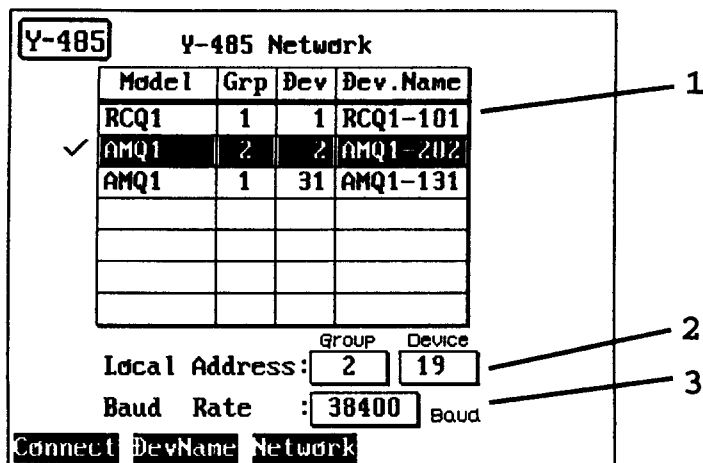 Y-485
Y-485 Network
Model Grp Dev Dev.Name
RCQ1 1 1 RCQ1-101
AMQ1 2 2 AMQ1-202
AMQ1 1 31 AMQ1-131
Group Device
Local Address: 2 19
Baud Rate : 38400 Baud
Connect DevName Network
1
2
3